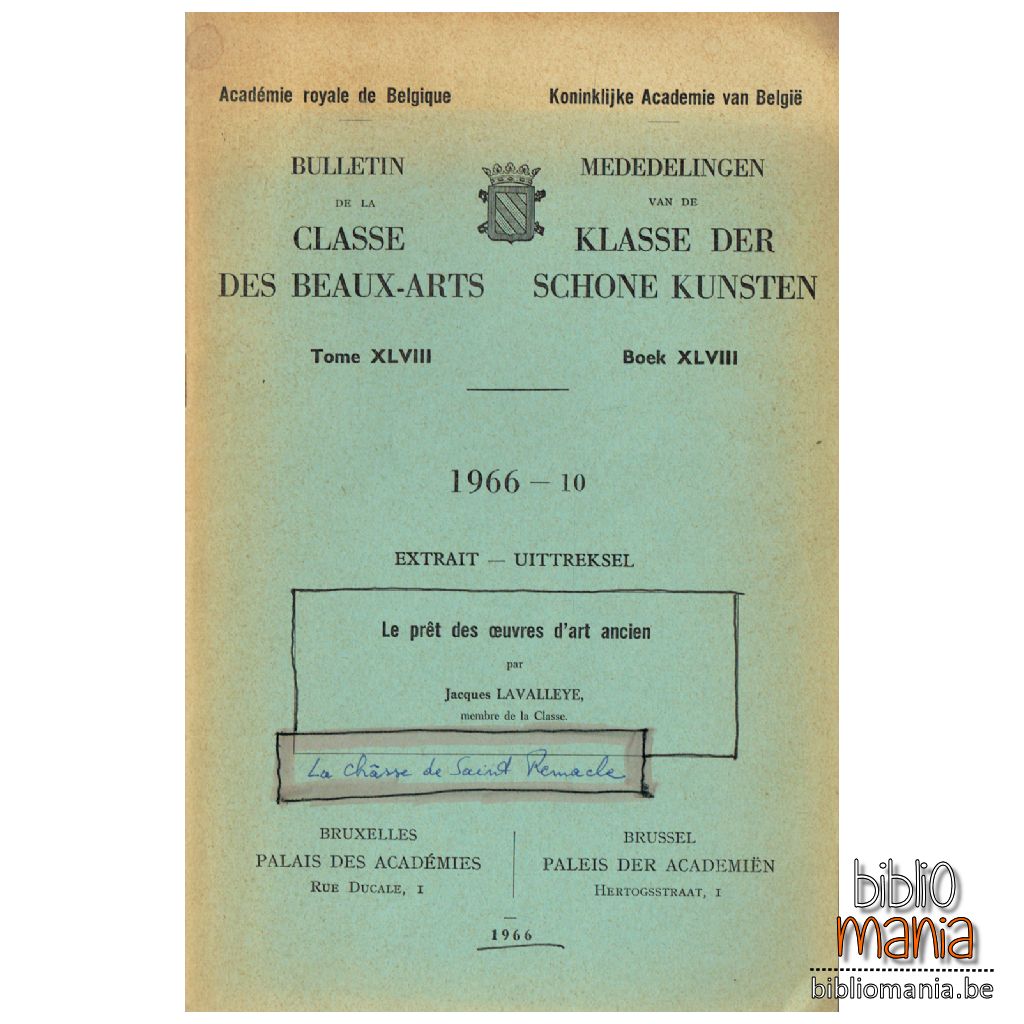 Académie royale de Belgique
BULLETIN
DE LA
CLASSE
DES BEAUX-ARTS
Tome XLVIII
Koninklijke Academie van België
MEDEDELINGEN
VAN DE
KLASSE DER
SCHONE KUNSTEN
Boek XLVIII
1966 — 10
EXTRAIT — UITTREKSEL
Le prêt des œuvres d'art ancien
par
Jacques LAVALLEYE,
membre de la Classe.
La châsse de Saint Remacle
BRUXELLES
PALAIS DES ACADÉMIES
RUE DUCALE, 1
BRUSSEL
PALEIS DER ACADEMIËN
HERTOGSSTRAAT, 1
1966
bibliO
mania
bibliomania.be